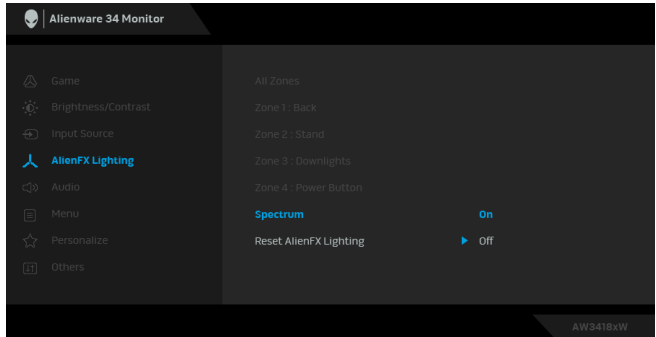 Alienware 34 Monitor
Game
All Zones
Brightness/Contrast
Zone 1 : Back
Input Source
Zone 2 : Stand
AlienFX Lighting
Zone 3 : Downlights
Audio
Zone 4 : Power Button
Menu
Spectrum On
Personalize
Reset AlienFX Lighting Off
Others
AW3418xW